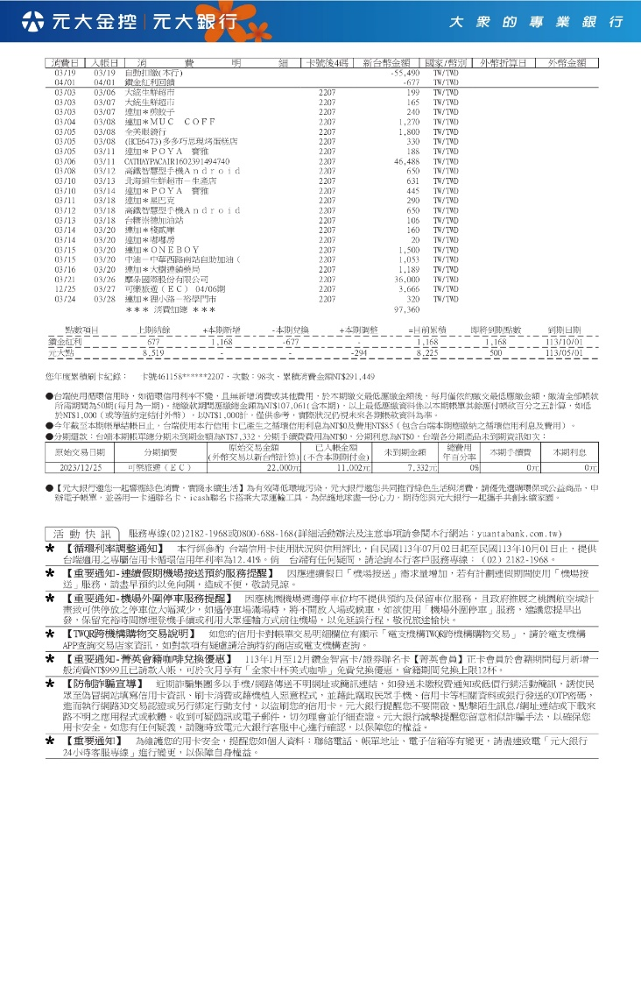 元大金控 元大銀行 大眾的專業銀行
消費日 入帳日 消費明細 卡號後4碼 新台幣金額 國家/幣別 外幣折算日 外幣金額
03/19 03/19 自動扣繳(本行) -55,490 TW/TWD
04/01 04/01 鑽金紅利回饋 -677 TW/TWD
03/03 03/06 大統生鮮超市 2207 199 TW/TWD
03/03 03/07 大統生鮮超市 2207 165 TW/TWD
03/03 03/07 連加*煎餃子 2207 240 TW/TWD
03/04 03/08 連加*MUC COFF 2207 1,270 TW/TWD
03/05 03/08 全美眼鏡行 2207 1,800 TW/TWD
03/05 03/08 (HCE6473)多多巧思現烤蛋糕店 2207 330 TW/TWD
03/05 03/11 連加*POYA 寶雅 2207 188 TW/TWD
03/06 03/11 CATHAYPACAIR1602391494740 2207 46,488 TW/TWD
03/08 03/12 高鐵智慧型手機Android 2207 650 TW/TWD
03/10 03/13 北海道生鮮超市-生產店 2207 631 TW/TWD
03/10 03/14 連加*POYA 寶雅 2207 445 TW/TWD
03/11 03/18 連加*星巴克 2207 290 TW/TWD
03/12 03/18 高鐵智慧型手機Android 2207 650 TW/TWD
03/13 03/18 台糖崇德加油站 2207 106 TW/TWD
03/14 03/20 連加*棧貳庫 2207 160 TW/TWD
03/14 03/20 連加*嘟嘟房 2207 20 TW/TWD
03/15 03/20 連加*ONEBOY 2207 1,500 TW/TWD
03/15 03/20 中油-中華西路南站自助加油( 2207 1,053 TW/TWD
03/16 03/20 連加*大樹連鎖藥局 2207 1,189 TW/TWD
03/21 03/26 摩朵國際股份有限公司 2207 36,000 TW/TWD
12/25 03/27 可樂旅遊(EC) 04/06期 2207 3,666 TW/TWD
03/24 03/28 連加*狸小路-裕學門市 2207 320 TW/TWD
*** 消費加總 *** 97,360
點數項目 上期結餘 +本期新增 -本期兌換 +本期調整 =目前累積 即將到期點數 到期日期
鑽金紅利 677 1,168 -677 - 1,168 1,168 113/10/01
元大點 8,519 - - -294 8,225 500 113/05/01
您年度累積刷卡紀錄: 卡號461158******2207、次數:98次、累積消費金額NT$291,449
●台端使用循環信用時,如循環信用利率不變,且無新增消費或其他費用,於本期繳交最低應繳金額後,每月僅依約繳交最低應繳金額,繳清全部帳款
所需期間為50期(每月為一期),總繳款期間應繳總金額為NT$107,061(含本期),以上最低應繳資料係以本期帳單其餘應付帳款百分之五計算,如低
於NT$1,000(或等值約定結付外幣),以NT$1,000計,僅供參考,實際狀況仍視未來各期帳款資料為準。
●今年截至本期帳單結帳日止,台端使用本行信用卡已產生之循環信用利息為NT$0及費用NT$85(包含台端本期應繳納之循環信用利息及費用)。
●分期還款:台端本期帳單總分期未到期金額為NT$7,332,分期手續費費用為NT$0、分期利息為NT$0,台端各分期產品未到期資訊如次:
原始交易日期 分期摘要 原始交易金額(外幣交易以新台幣計算) 已入帳金額(不含本期期付金) 未到期金額 總費用年百分率 本期手續費 本期利息
2023/12/25 可樂旅遊(EC) 22,000元 11,002元 7,332元 0% 0元 0元
●【元大銀行邀您一起響應綠色消費,實踐永續生活】為有效降低環境污染,元大銀行邀您共同推行綠色生活與消費,請優先選購環保或公益商品,申
辦電子帳單,並善用一卡通聯名卡、icash聯名卡搭乘大眾運輸工具,為保護地球盡一份心力,期待您與元大銀行一起攜手共創永續家園。
活動快訊 服務專線(02)2182-1968或0800-688-168(詳細活動辦法及注意事項請參閱本行網站:yuantabank.com.tw)
* 【循環利率調整通知】 本行經參酌 台端信用卡使用狀況與信用評比,自民國113年07月02日起至民國113年10月01日止,提供
台端適用之專屬信用卡循環信用年利率為12.41%。倘 台端有任何疑問,請洽詢本行客戶服務專線:(02)2182-1968。
* 【重要通知-連續假期機場接送預約服務提醒】 因應連續假日「機場接送」需求量增加,若有計劃連假期間使用「機場接
送」服務,請盡早預約以免向隅,造成不便,敬請見諒。
* 【重要通知-機場外圍停車服務提醒】 因應桃園機場週邊停車位均不提供預約及保留車位服務,且政府推展之桃園航空城計
畫致可供停放之停車位大幅減少,如遇停車場滿場時,將不開放入場或候車,如欲使用「機場外圍停車」服務,建議您提早出
發,保留充裕時間辦理登機手續或利用大眾運輸方式前往機場,以免延誤行程,敬祝旅途愉快。
* 【TWQR跨機構購物交易說明】 如您的信用卡對帳單交易明細欄位有顯示「電支機構TWQR跨機構購物交易」,請於電支機構
APP查詢交易店家資訊,如對款項有疑慮請洽詢特約商店或電支機構查詢。
* 【重要通知-菁英會籍咖啡兌換優惠】 113年1月至12月鑽金智富卡/證券聯名卡【菁英會員】正卡會員於會籍期間每月新增一
般消費NT$999且已請款入帳,可於次月享有「全家中杯美式咖啡」免費兌換優惠,會籍期間兌換上限12杯。
* 【防制詐騙宣導】 近期詐騙集團多以手機/網路傳送不明網址或簡訊連結,如發送未繳稅費通知或低價行銷活動簡訊,誘使民
眾至偽冒網站填寫信用卡資訊、刷卡消費或藉機植入惡意程式,並藉此竊取民眾手機、信用卡等相關資料或銀行發送的OTP密碼,
進而執行網路3D交易認證或另行綁定行動支付,以盜刷您的信用卡。元大銀行提醒您不要開啟、點擊陌生訊息/網址連結或下載來
路不明之應用程式或軟體。收到可疑簡訊或電子郵件,切勿理會並仔細查證。元大銀行誠摯提醒您留意相似詐騙手法,以確保您
用卡安全。如您有任何疑義,請隨時致電元大銀行客服中心進行確認,以保障您的權益。
* 【重要通知】 為維護您的用卡安全,提醒您如個人資料:聯絡電話、帳單地址、電子信箱等有變更,請盡速致電「元大銀行
24小時客服專線」進行變更,以保障自身權益。